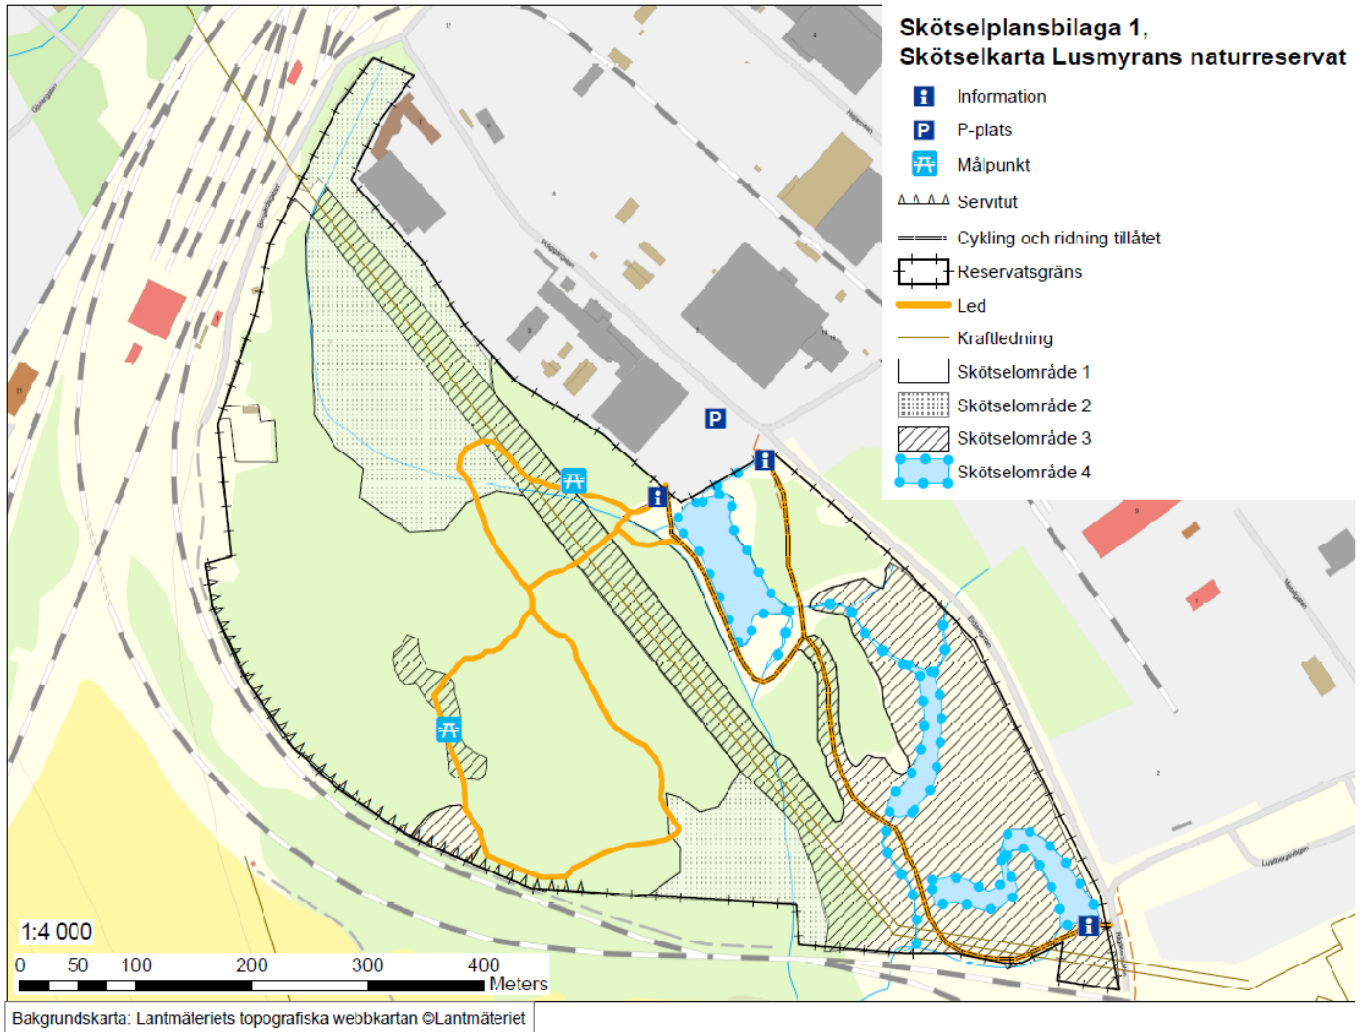 Skötselplansbilaga 1,
Skötselkarta Lusmyrans naturreservat
Information
P-plats
Målpunkt
Servitut
Cykling och ridning tillåtet
Reservatsgräns
Led
Kraftledning
Skötselområde 1
Skötselområde 2
Skötselområde 3
Skötselområde 4
P
i
i
i
1:4 000
0 50 100 200 300 400
Meters
Bakgrundskarta: Lantmäteriets topografiska webbkartan ©Lantmäteriet